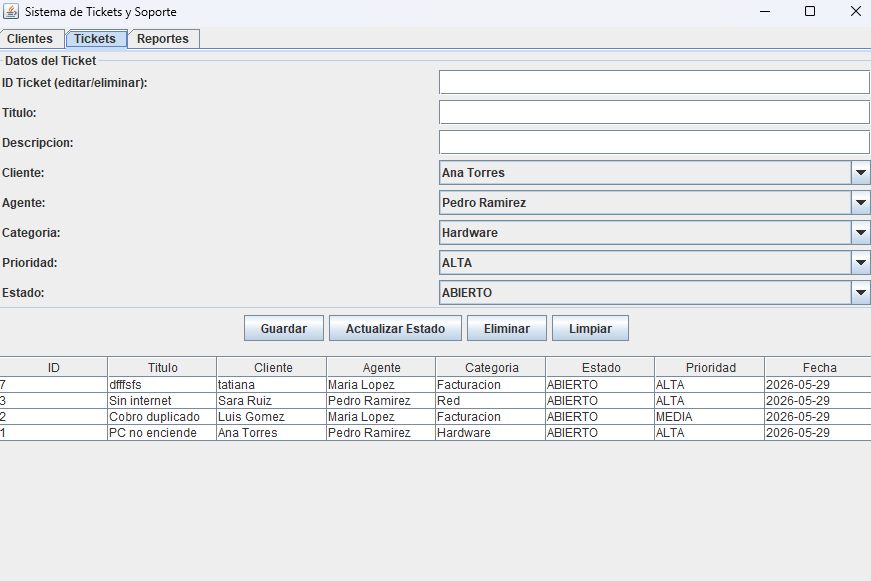 Sistema de Tickets y Soporte
Clientes Tickets Reportes
Datos del Ticket
ID Ticket (editar/eliminar):
Titulo:
Descripcion:
Cliente: Ana Torres
Agente: Pedro Ramirez
Categoria: Hardware
Prioridad: ALTA
Estado: ABIERTO
Guardar Actualizar Estado Eliminar Limpiar
ID Titulo Cliente Agente Categoria Estado Prioridad Fecha
7 dfffsfs tatiana Maria Lopez Facturacion ABIERTO ALTA 2026-05-29
3 Sin internet Sara Ruiz Pedro Ramirez Red ABIERTO ALTA 2026-05-29
2 Cobro duplicado Luis Gomez Maria Lopez Facturacion ABIERTO MEDIA 2026-05-29
1 PC no enciende Ana Torres Pedro Ramirez Hardware ABIERTO ALTA 2026-05-29